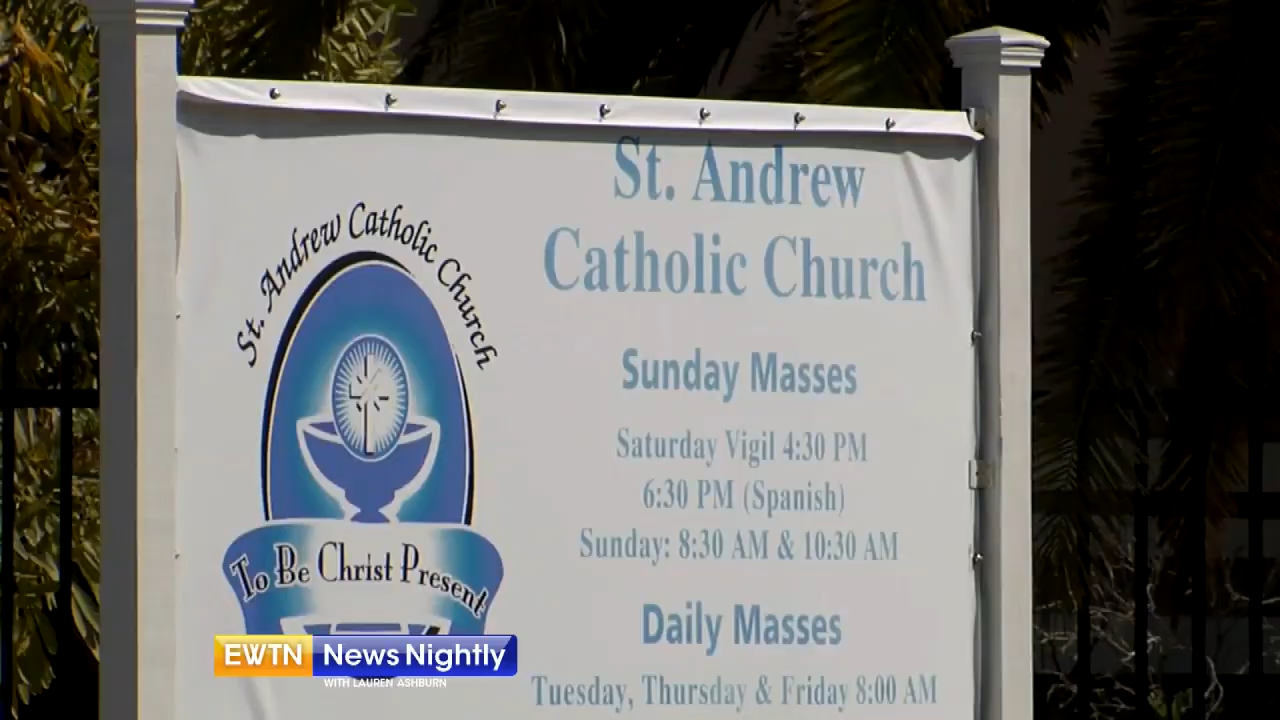 St. Andrew
Catholic Church
St. Andrew Catholic Church
To Be Christ Present
Sunday Masses
Saturday Vigil 4:30 PM
6:30 PM (Spanish)
Sunday: 8:30 AM & 10:30 AM
Daily Masses
Tuesday, Thursday & Friday 8:00 AM
EWTN News Nightly
WITH LAUREN ASHBURN